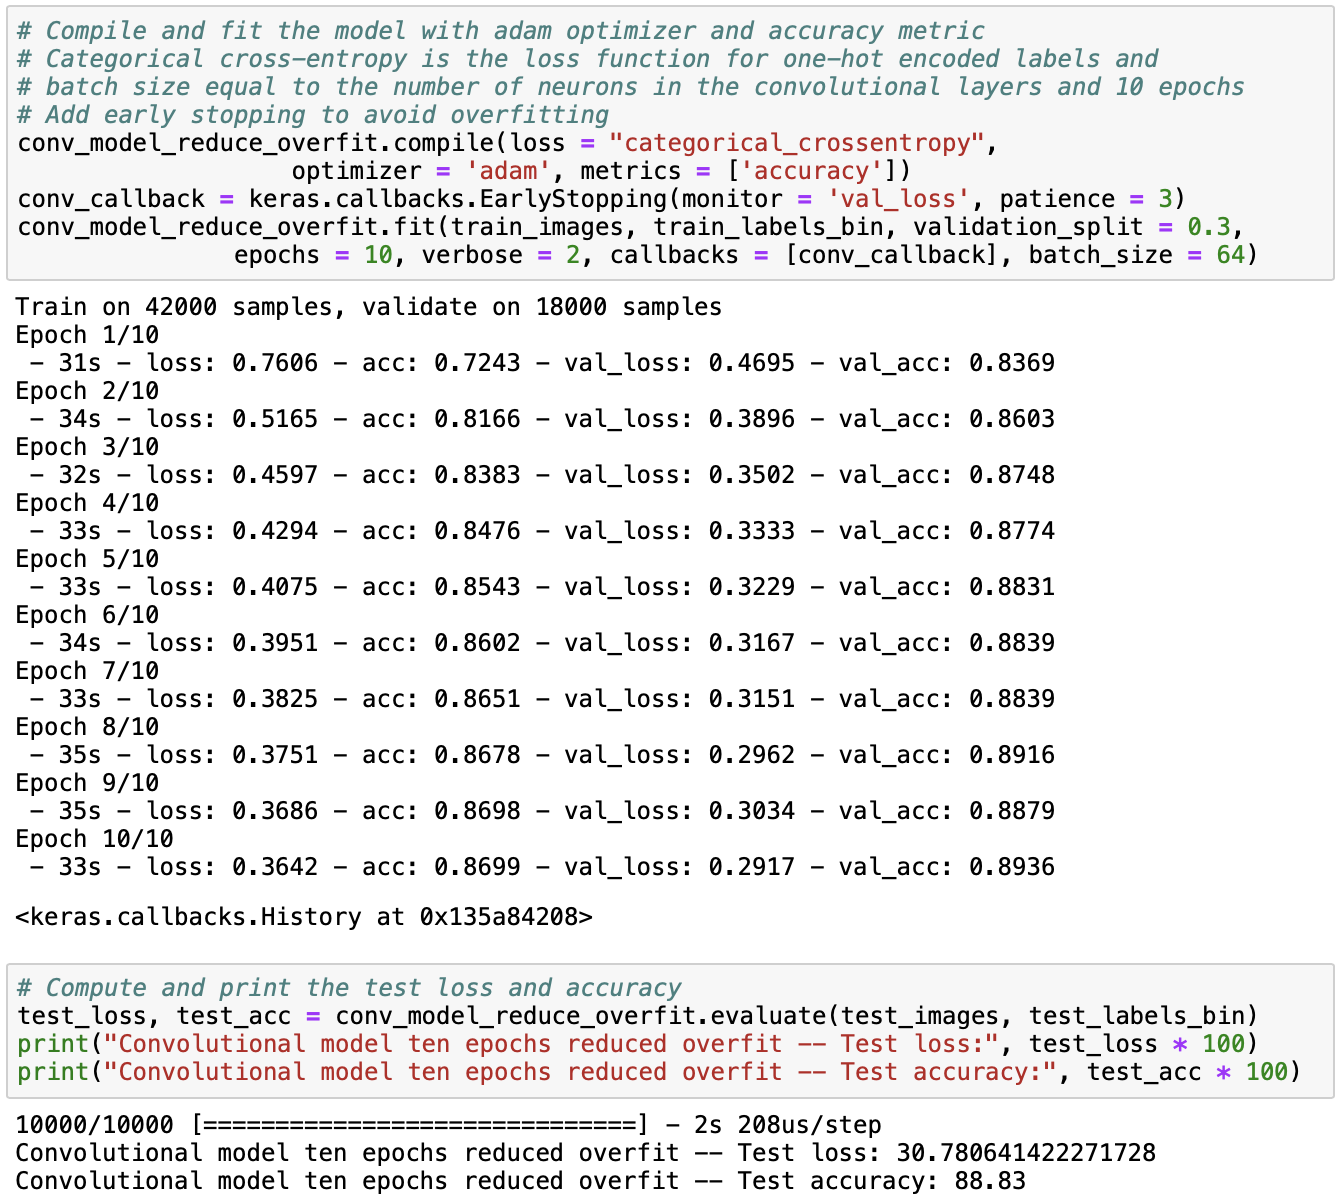 # Compile and fit the model with adam optimizer and accuracy metric
# Categorical cross-entropy is the loss function for one-hot encoded labels and
# batch size equal to the number of neurons in the convolutional layers and 10 epochs
# Add early stopping to avoid overfitting
conv_model_reduce_overfit.compile(loss = "categorical_crossentropy",
                   optimizer = 'adam', metrics = ['accuracy'])
conv_callback = keras.callbacks.EarlyStopping(monitor = 'val_loss', patience = 3)
conv_model_reduce_overfit.fit(train_images, train_labels_bin, validation_split = 0.3,
               epochs = 10, verbose = 2, callbacks = [conv_callback], batch_size = 64)
Train on 42000 samples, validate on 18000 samples
Epoch 1/10
 - 31s - loss: 0.7606 - acc: 0.7243 - val_loss: 0.4695 - val_acc: 0.8369
Epoch 2/10
 - 34s - loss: 0.5165 - acc: 0.8166 - val_loss: 0.3896 - val_acc: 0.8603
Epoch 3/10
 - 32s - loss: 0.4597 - acc: 0.8383 - val_loss: 0.3502 - val_acc: 0.8748
Epoch 4/10
 - 33s - loss: 0.4294 - acc: 0.8476 - val_loss: 0.3333 - val_acc: 0.8774
Epoch 5/10
 - 33s - loss: 0.4075 - acc: 0.8543 - val_loss: 0.3229 - val_acc: 0.8831
Epoch 6/10
 - 34s - loss: 0.3951 - acc: 0.8602 - val_loss: 0.3167 - val_acc: 0.8839
Epoch 7/10
 - 33s - loss: 0.3825 - acc: 0.8651 - val_loss: 0.3151 - val_acc: 0.8839
Epoch 8/10
 - 35s - loss: 0.3751 - acc: 0.8678 - val_loss: 0.2962 - val_acc: 0.8916
Epoch 9/10
 - 35s - loss: 0.3686 - acc: 0.8698 - val_loss: 0.3034 - val_acc: 0.8879
Epoch 10/10
 - 33s - loss: 0.3642 - acc: 0.8699 - val_loss: 0.2917 - val_acc: 0.8936
<keras.callbacks.History at 0x135a84208>
# Compute and print the test loss and accuracy
test_loss, test_acc = conv_model_reduce_overfit.evaluate(test_images, test_labels_bin)
print("Convolutional model ten epochs reduced overfit -- Test loss:", test_loss * 100)
print("Convolutional model ten epochs reduced overfit -- Test accuracy:", test_acc * 100)
10000/10000 [==============================] - 2s 208us/step
Convolutional model ten epochs reduced overfit -- Test loss: 30.780641422271728
Convolutional model ten epochs reduced overfit -- Test accuracy: 88.83